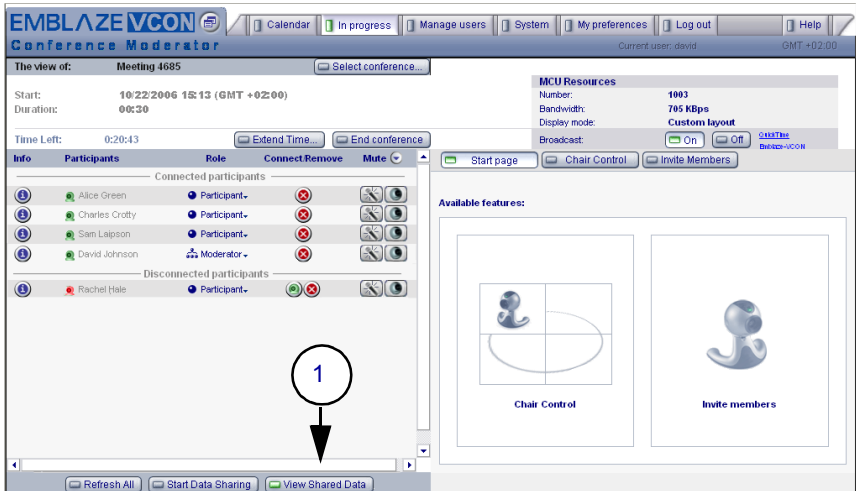 EMBLAZE VCON
Calendar In progress Manage users System My preferences Log out Help
Conference Moderator
Current user: david GMT +02:00
The view of: Meeting 4685 Select conference...
Start: 10/22/2006 15:13 (GMT +02:00)
Duration: 00:30
Time Left: 0:20:43 Extend Time... End conference
MCU Resources
Number: 1003
Bandwidth: 705 KBps
Display mode: Custom layout
Broadcast: On Off QuickTime
Emblaze-VCON
Info Participants Role Connect/Remove Mute
Connected participants
Alice Green Participant
Charles Crotty Participant
Sam Laipson Participant
David Johnson Moderator
Disconnected participants
Rachel Hale Participant
1
Refresh All Start Data Sharing View Shared Data
Start page Chair Control Invite Members
Available features:
Chair Control Invite members